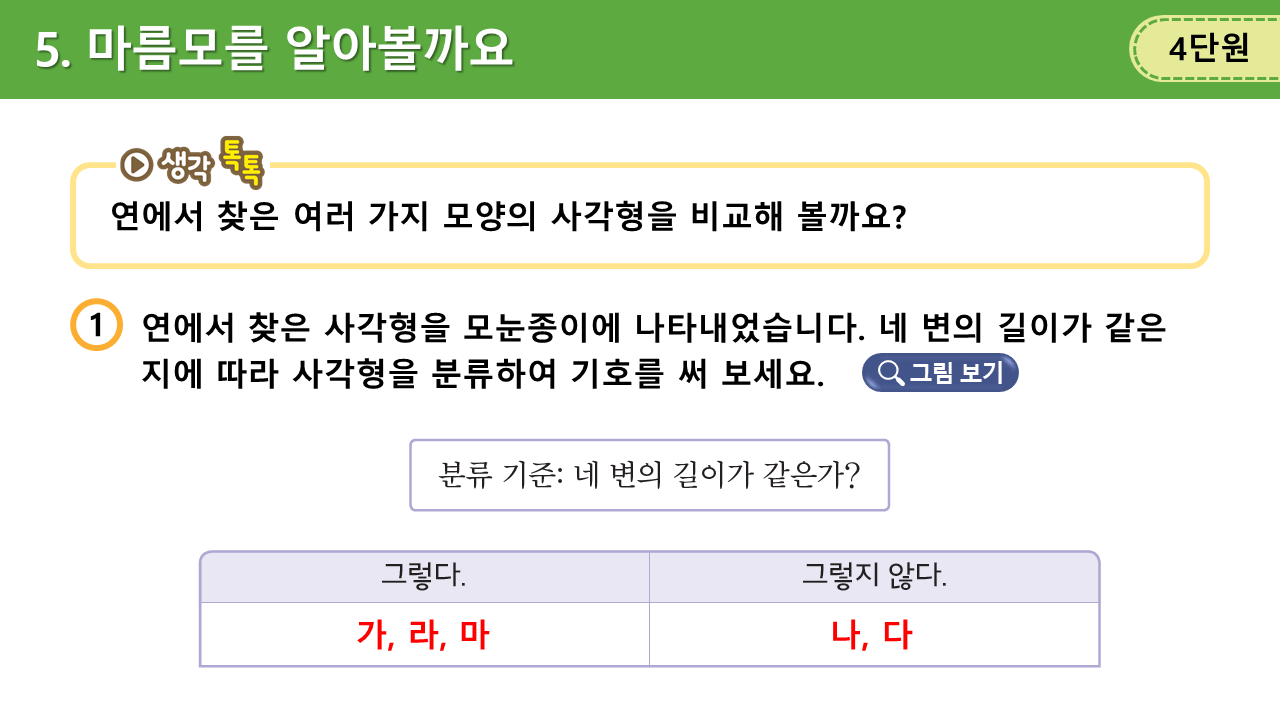 5. 마름모를 알아볼까요
4단원
생각 톡톡
연에서 찾은 여러 가지 모양의 사각형을 비교해 볼까요?
1 연에서 찾은 사각형을 모눈종이에 나타내었습니다. 네 변의 길이가 같은
지에 따라 사각형을 분류하여 기호를 써 보세요. 그림 보기
분류 기준: 네 변의 길이가 같은가?
그렇다. 그렇지 않다.
가, 라, 마 나, 다